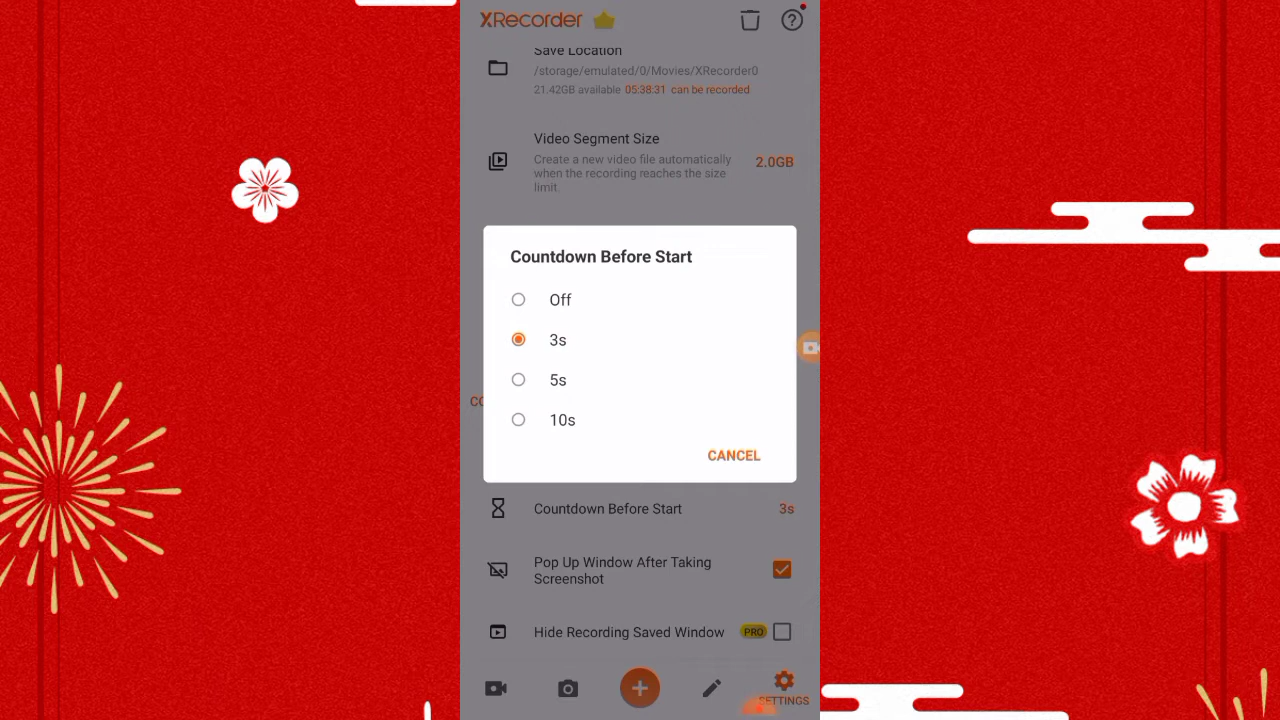 XRecorder
Save Location
/storage/emulated/0/Movies/XRecorder0
21.42GB available 05:38:31 can be recorded
Video Segment Size
Create a new video file automatically
when the recording reaches the size
limit.
2.0GB
Countdown Before Start
Off
3s
5s
10s
CANCEL
Countdown Before Start
3s
Pop Up Window After Taking
Screenshot
Hide Recording Saved Window
PRO
SETTINGS